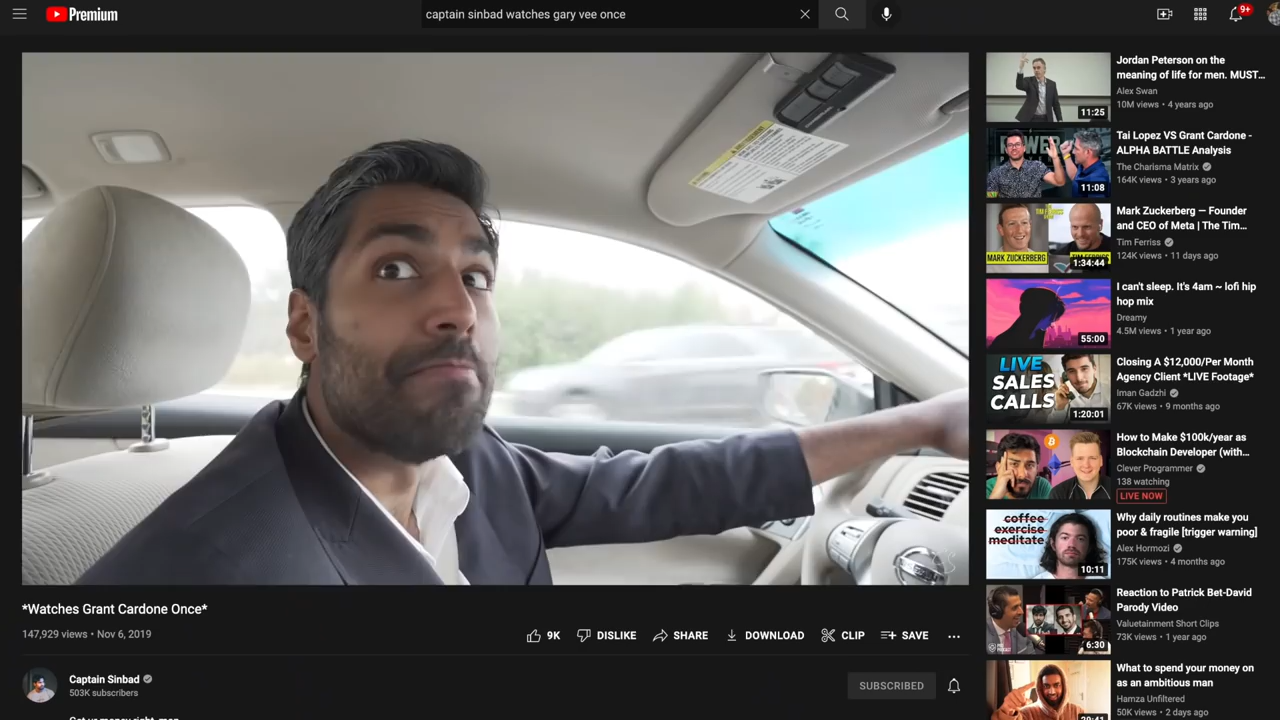 Premium
captain sinbad watches gary vee once
9+
*Watches Grant Cardone Once*
147,929 views • Nov 6, 2019
9K
DISLIKE
SHARE
DOWNLOAD
CLIP
SAVE
Captain Sinbad
503K subscribers
SUBSCRIBED
Jordan Peterson on the
meaning of life for men. MUST...
Alex Swan
10M views • 4 years ago
11:25
Tai Lopez VS Grant Cardone -
ALPHA BATTLE Analysis
The Charisma Matrix
164K views • 3 years ago
POWER
11:08
Mark Zuckerberg — Founder
and CEO of Meta | The Tim...
Tim Ferriss
124K views • 11 days ago
MARK ZUCKERBERG
1:34:44
I can't sleep. It's 4am ~ lofi hip
hop mix
Dreamy
4.5M views • 1 year ago
55:00
Closing A $12,000/Per Month
Agency Client *LIVE Footage*
Iman Gadzhi
67K views • 9 months ago
LIVE
SALES
CALLS
1:20:01
How to Make $100k/year as
Blockchain Developer (with...
Clever Programmer
138 watching
LIVE NOW
Why daily routines make you
poor & fragile [trigger warning]
Alex Hormozi
175K views • 4 months ago
coffee
exercise
meditate
10:11
Reaction to Patrick Bet-David
Parody Video
Valuetainment Short Clips
73K views • 1 year ago
6:30
What to spend your money on
as an ambitious man
Hamza Unfiltered
50K views • 2 days ago